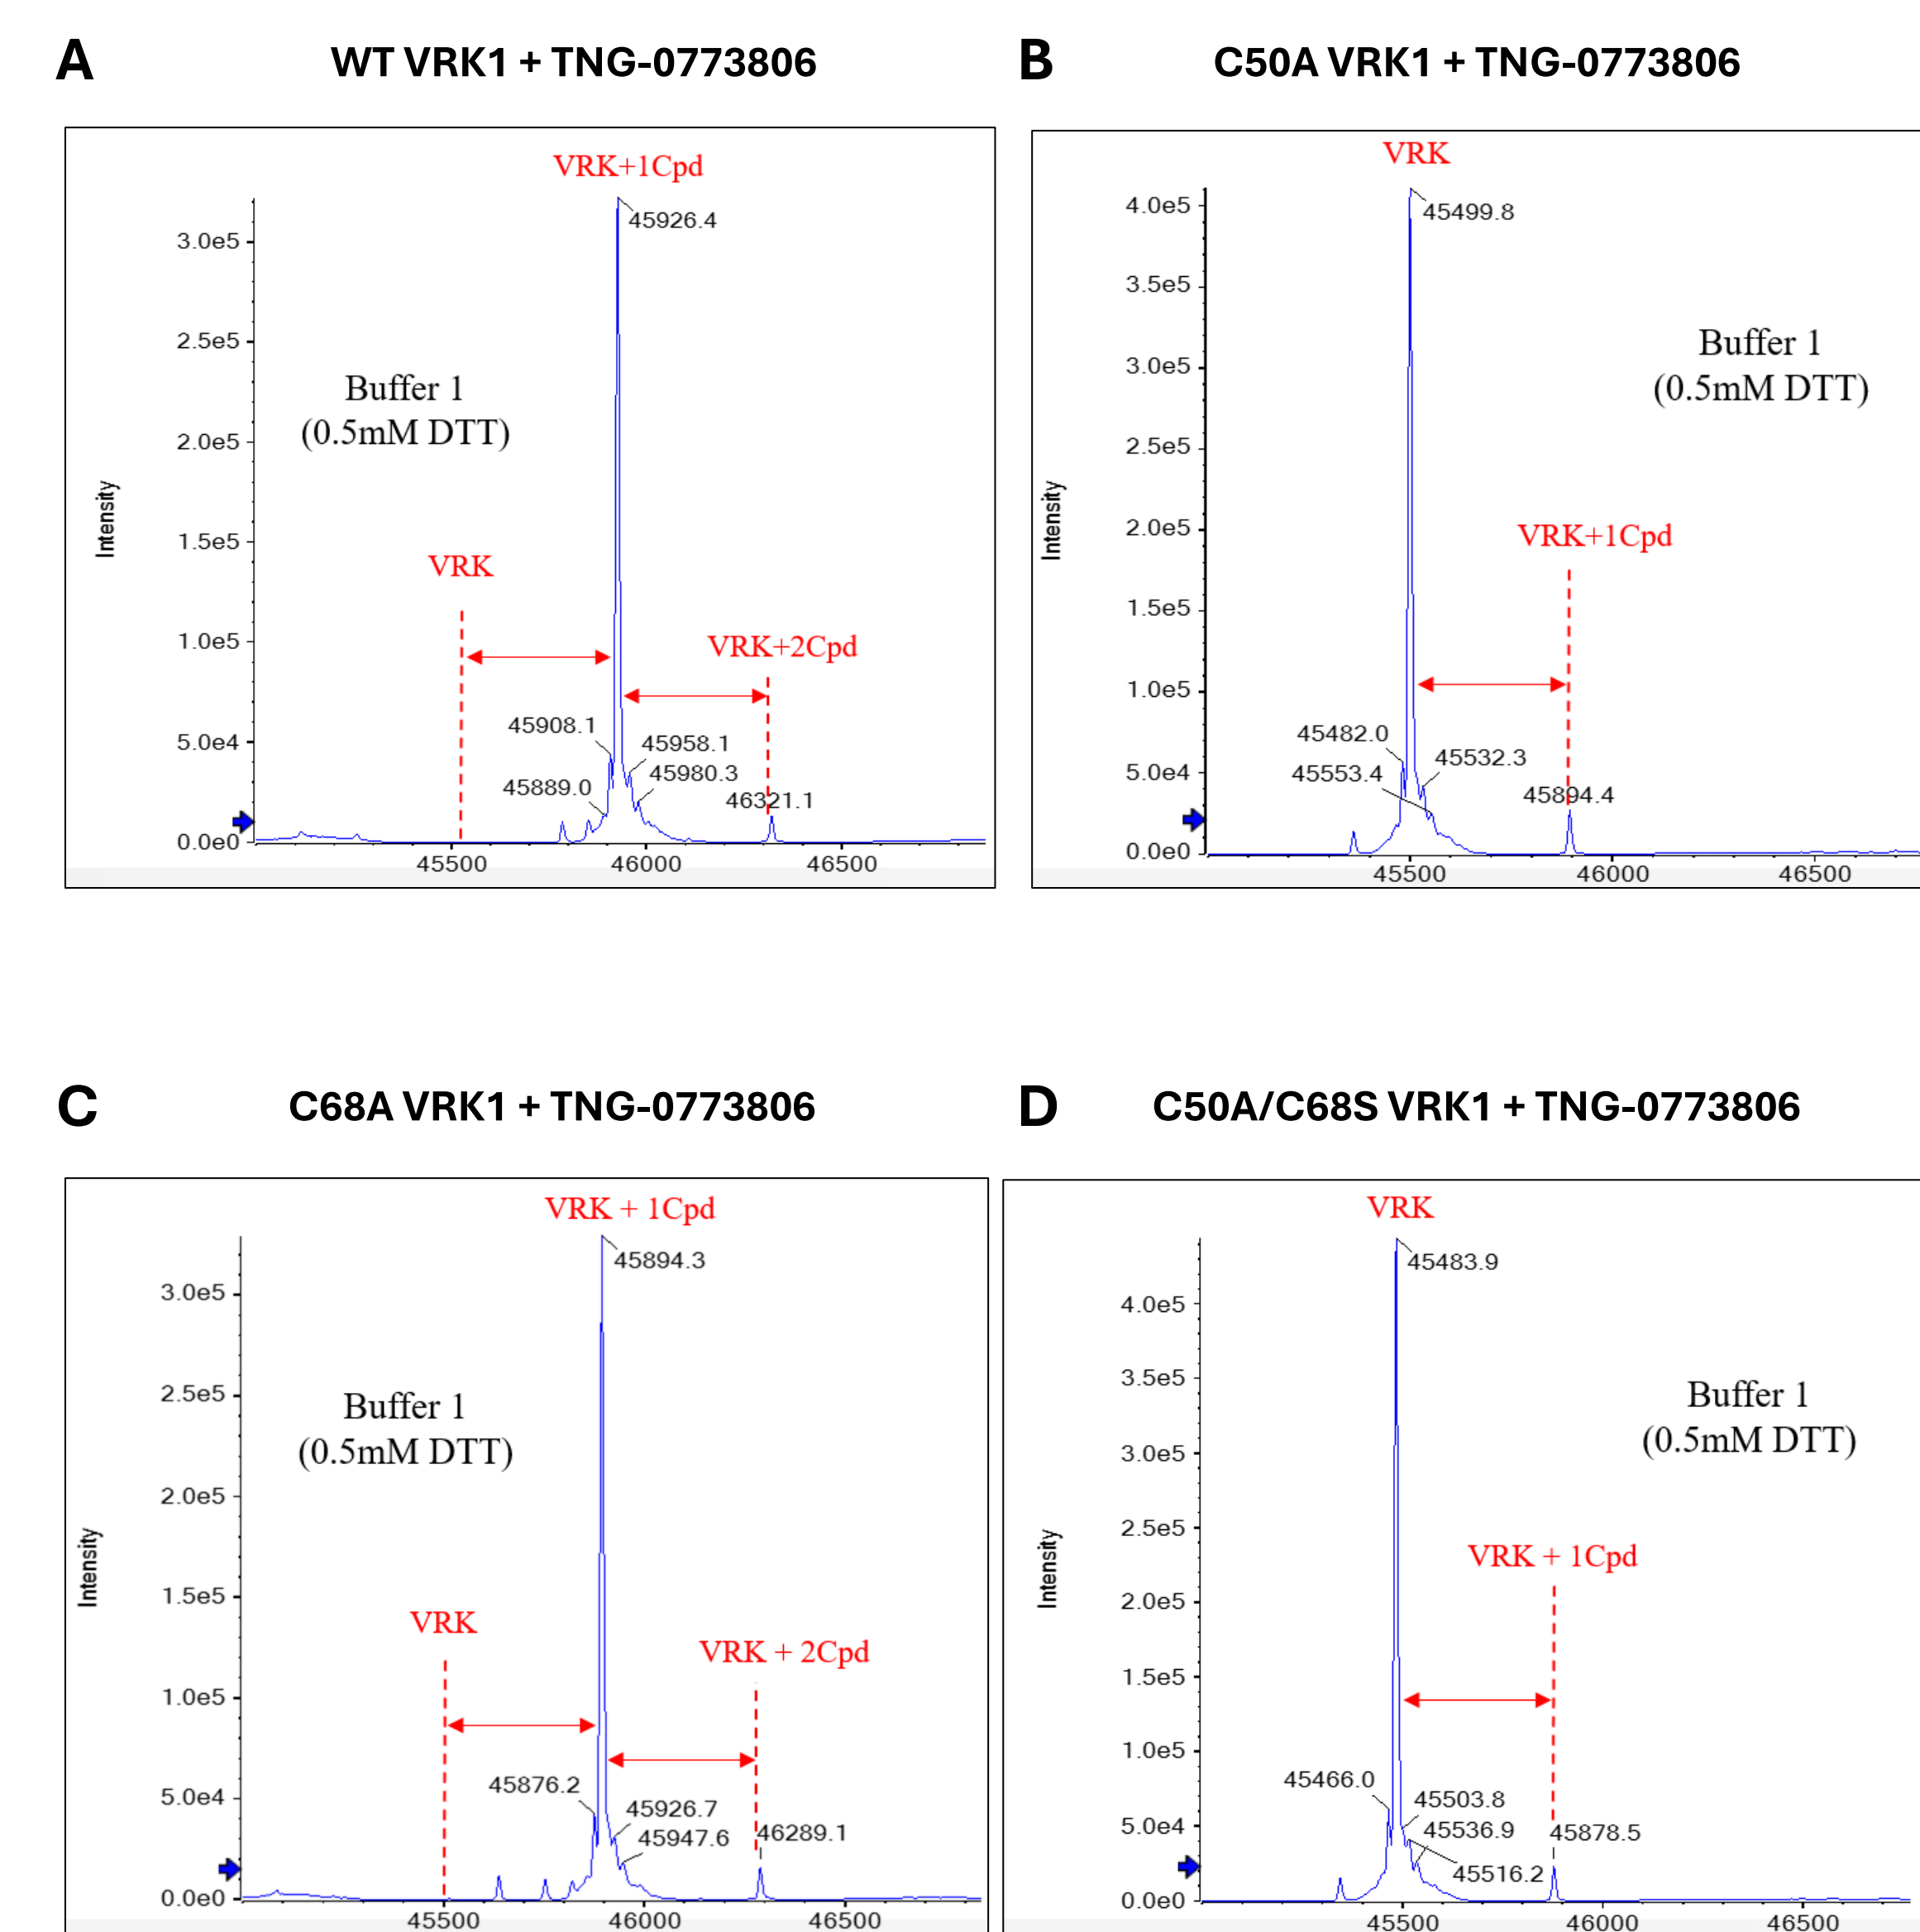 A
WT VRK1 + TNG-0773806
VRK+1Cpd
45926.4
3.0e5
2.5e5
Buffer 1
(0.5mM DTT)
2.0e5
Intensity
1.5e5
VRK
1.0e5
VRK+2Cpd
45908.1
45958.1
5.0e4
45980.3
45889.0
46321.1
0.0e0
45500
46000
46500
B
C50A VRK1 + TNG-0773806
VRK
45499.8
4.0e5
3.5e5
Buffer 1
(0.5mM DTT)
3.0e5
2.5e5
Intensity
2.0e5
VRK+1Cpd
1.5e5
1.0e5
45482.0
45532.3
45553.4
5.0e4
45894.4
0.0e0
45500
46000
46500
C
C68A VRK1 + TNG-0773806
VRK + 1Cpd
45894.3
3.0e5
2.5e5
Buffer 1
(0.5mM DTT)
2.0e5
Intensity
1.5e5
VRK
VRK + 2Cpd
1.0e5
45876.2
5.0e4
45926.7
45947.6
46289.1
0.0e0
45500
46000
46500
D
C50A/C68S VRK1 + TNG-0773806
VRK
45483.9
4.0e5
3.5e5
Buffer 1
(0.5mM DTT)
3.0e5
2.5e5
Intensity
VRK + 1Cpd
2.0e5
1.5e5
1.0e5
45466.0
45503.8
5.0e4
45536.9
45878.5
45516.2
0.0e0
45500
46000
46500